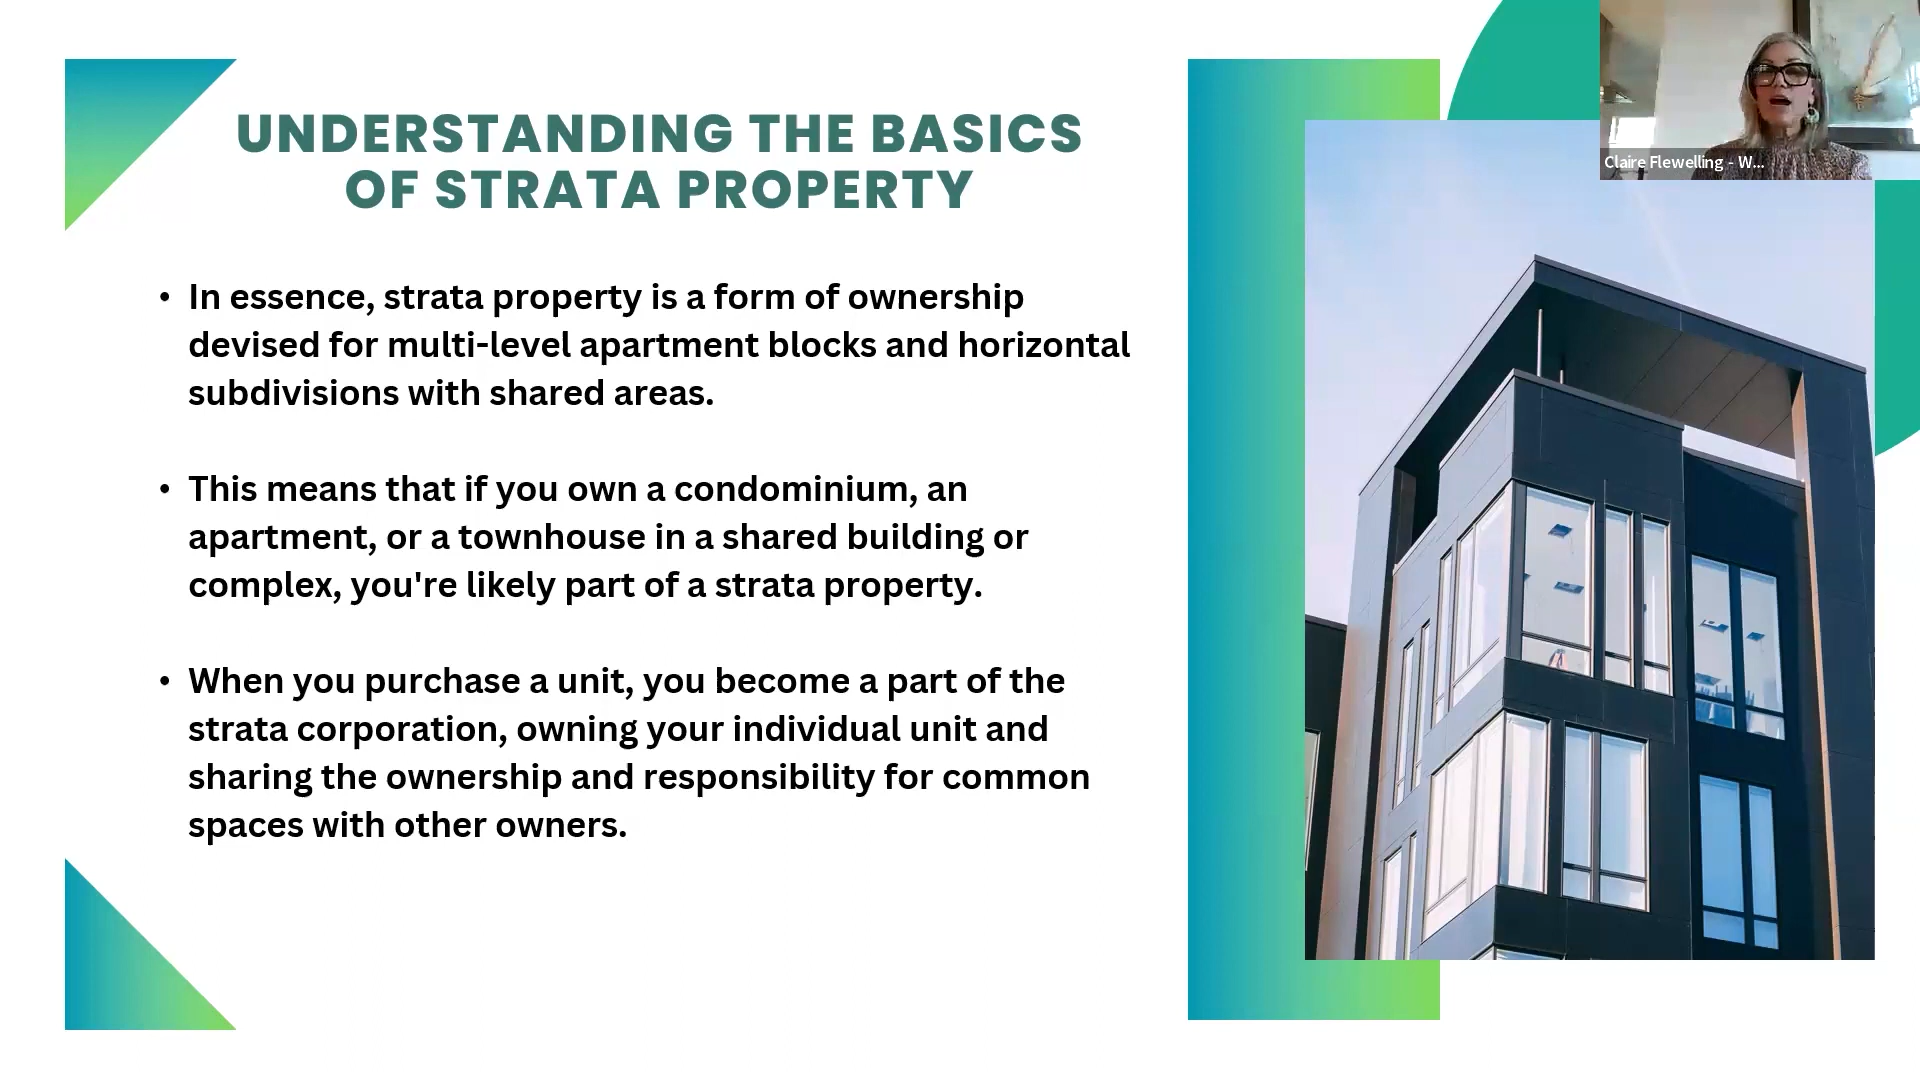 UNDERSTANDING THE BASICS
OF STRATA PROPERTY
• In essence, strata property is a form of ownership
devised for multi-level apartment blocks and horizontal
subdivisions with shared areas.
• This means that if you own a condominium, an
apartment, or a townhouse in a shared building or
complex, you're likely part of a strata property.
• When you purchase a unit, you become a part of the
strata corporation, owning your individual unit and
sharing the ownership and responsibility for common
spaces with other owners.
Claire Flewelling - W...